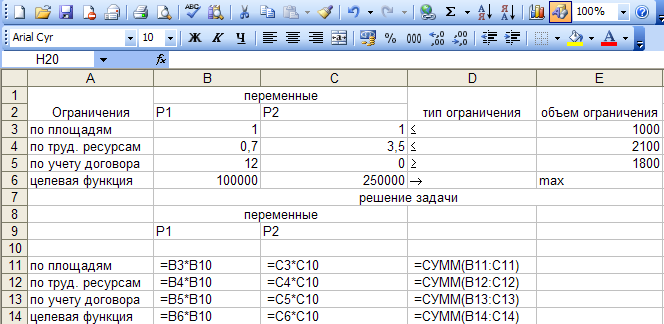 100%
Arial Cyr 10 Ж К Ч % 000
H20 fx
A B C D E
1 переменные
2 Ограничения P1 P2 тип ограничения объем ограничения
3 по площадям 1 1 ≤ 1000
4 по труд. ресурсам 0,7 3,5 ≤ 2100
5 по учету договора 12 0 ≥ 1800
6 целевая функция 100000 250000 → max
7 решение задачи
8 переменные
9 P1 P2
10
11 по площадям =B3*B10 =C3*C10 =СУММ(B11:C11)
12 по труд. ресурсам =B4*B10 =C4*C10 =СУММ(B12:C12)
13 по учету договора =B5*B10 =C5*C10 =СУММ(B13:C13)
14 целевая функция =B6*B10 =C6*C10 =СУММ(B14:C14)